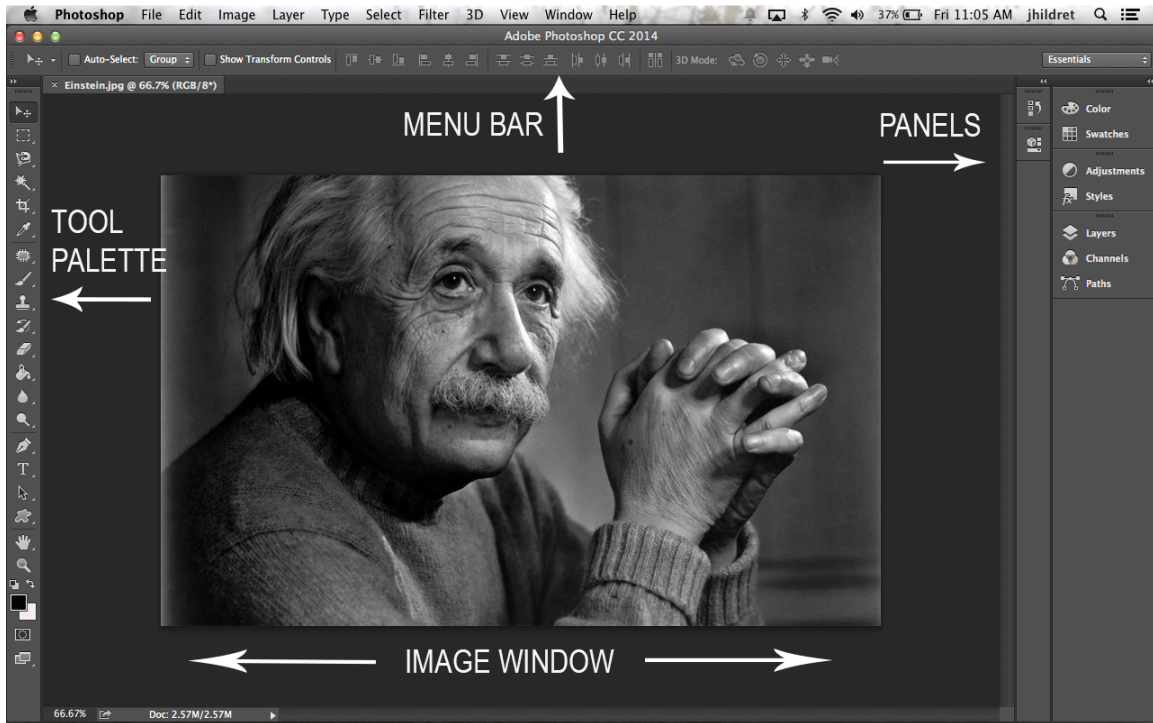 Photoshop File Edit Image Layer Type Select Filter 3D View Window Help 37% Fri 11:05 AM jhildret
Adobe Photoshop CC 2014
Auto-Select: Group Show Transform Controls 3D Mode: Essentials
× Einstein.jpg @ 66.7% (RGB/8*)
MENU BAR
PANELS
Color
Swatches
Adjustments
Styles
Layers
Channels
Paths
TOOL
PALETTE
IMAGE WINDOW
66.67% Doc: 2.57M/2.57M